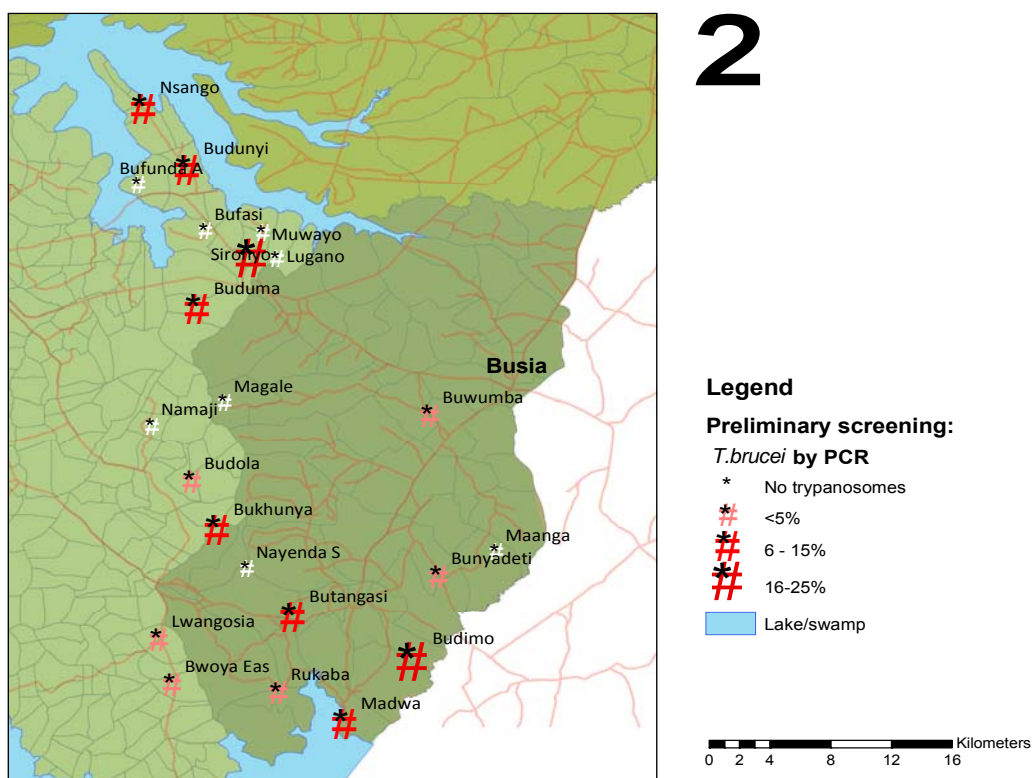 2
Nsango
Budunyi
Bufunda A
Bufasi
Muwayo
Lugano
Buduma
Busia
Magale
Buwumba
Namaji
Budola
Bukhunya
Maanga
Nayenda S
Bunyadeti
Butangasi
Lwangosia
Budimo
Bwoya Eas
Rukaba
Madwa
Legend
Preliminary screening:
T.brucei by PCR
No trypanosomes
<5%
6 - 15%
16-25%
Lake/swamp
Kilometers
0 2 4 8 12 16